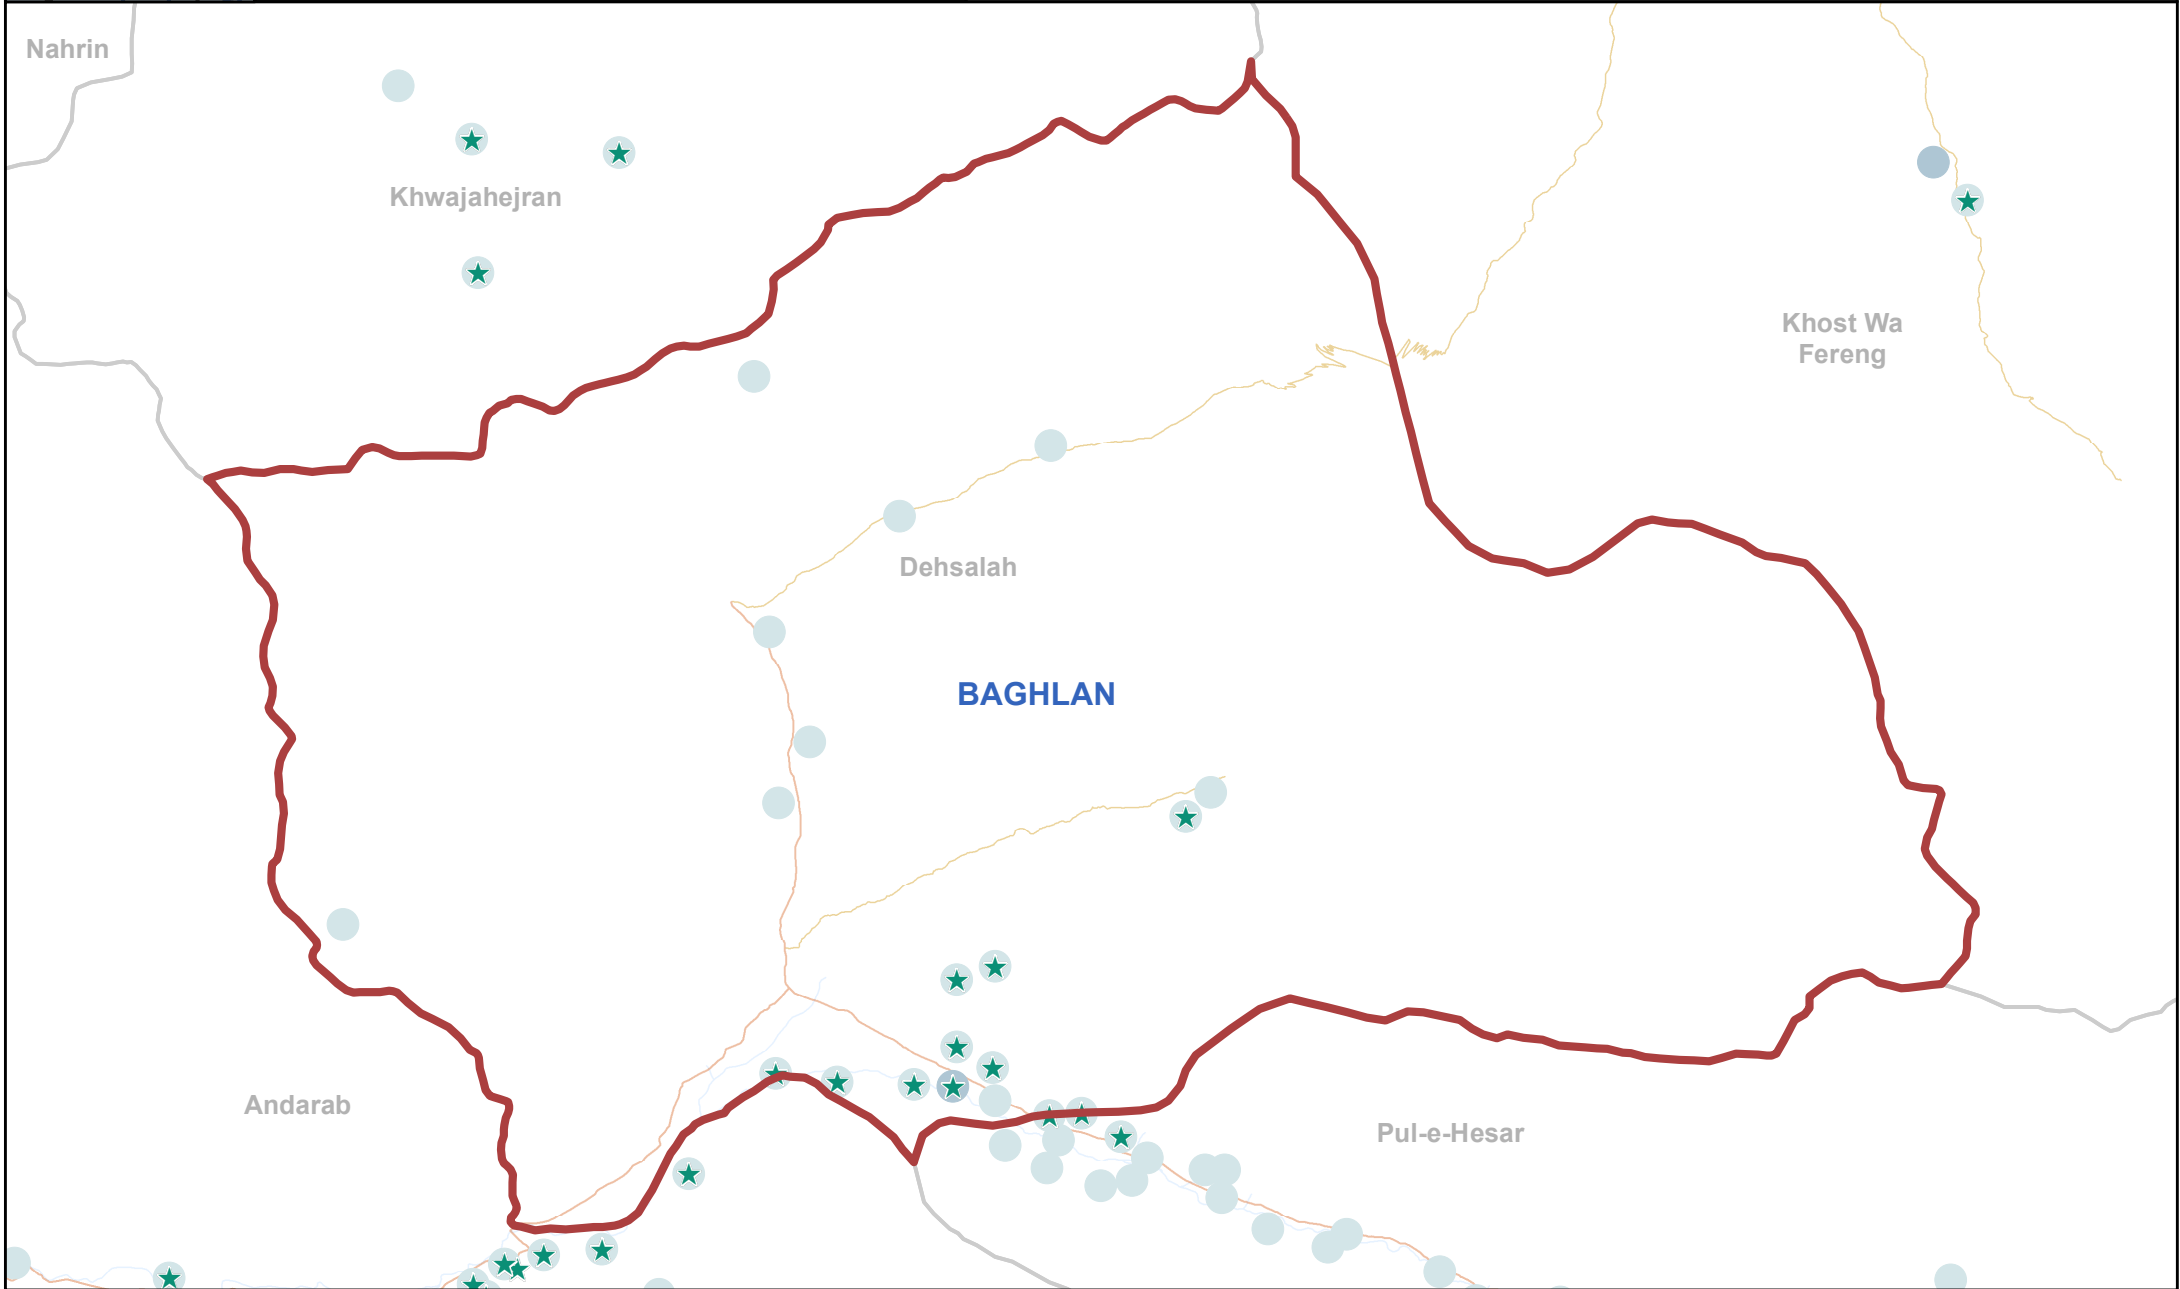 Nahrin
Khwajahejran
Khost Wa
Fereng
Dehsalah
BAGHLAN
Andarab
Pul-e-Hesar